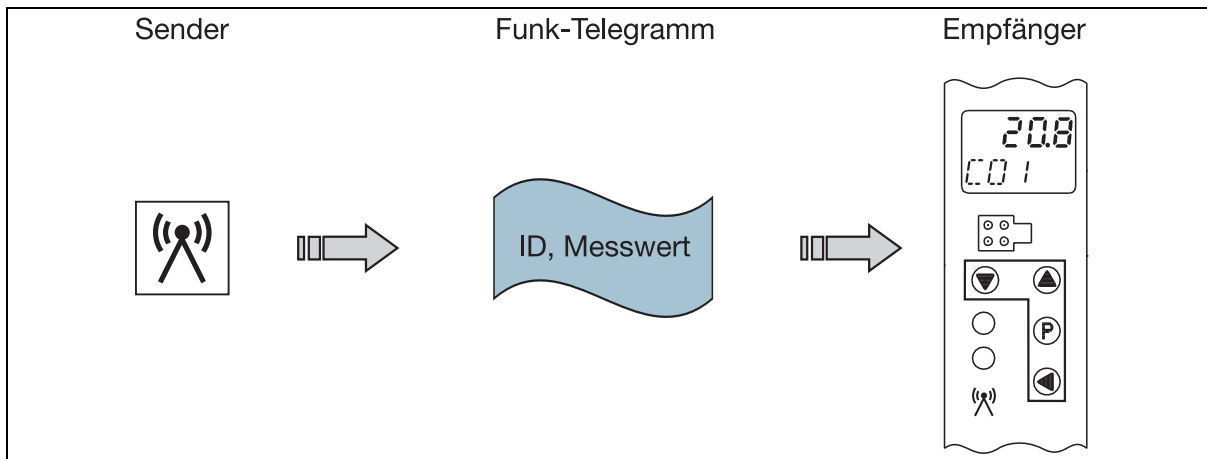 Sender
Funk-Telegramm
Empfänger
ID, Messwert
20.8
C01
P